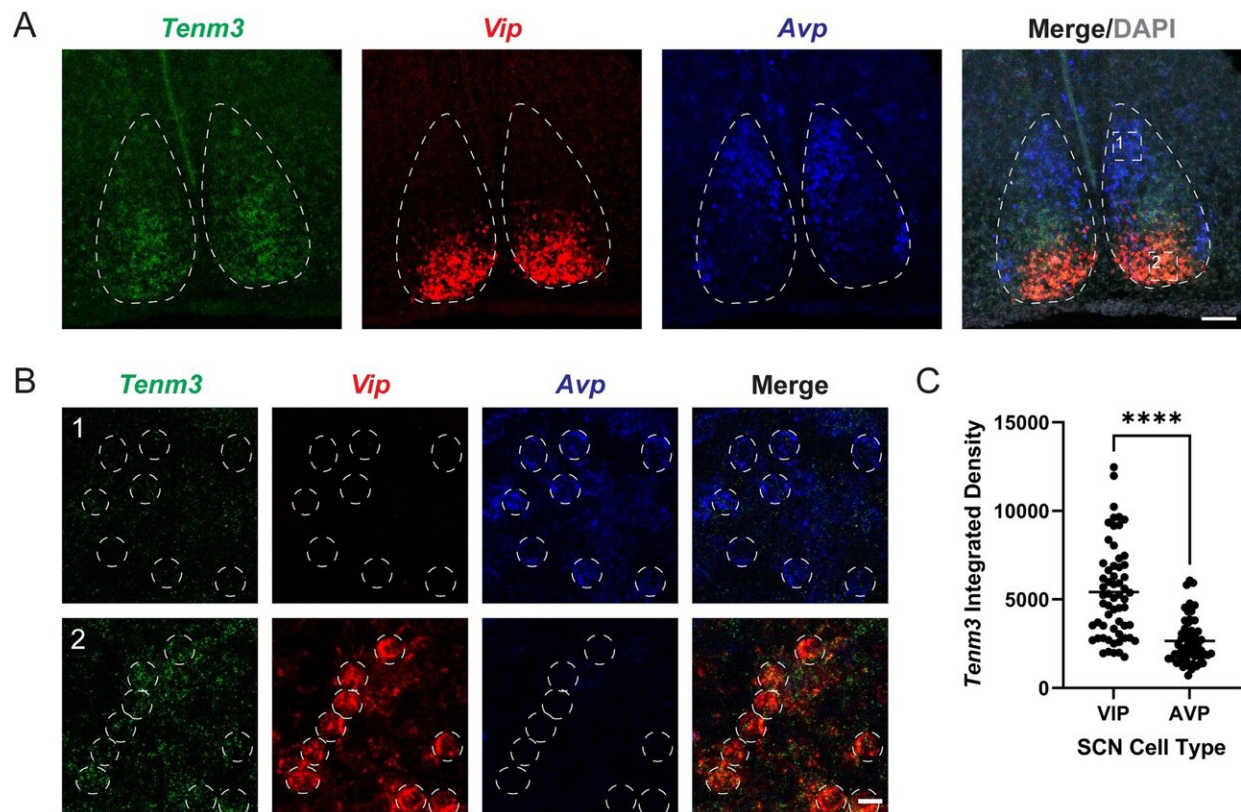 A
Tenm3
Vip
Avp
Merge/DAPI
1
2
B
Tenm3
Vip
Avp
Merge
1
2
C
****
15000
10000
5000
0
Tenm3 Integrated Density
VIP
AVP
SCN Cell Type